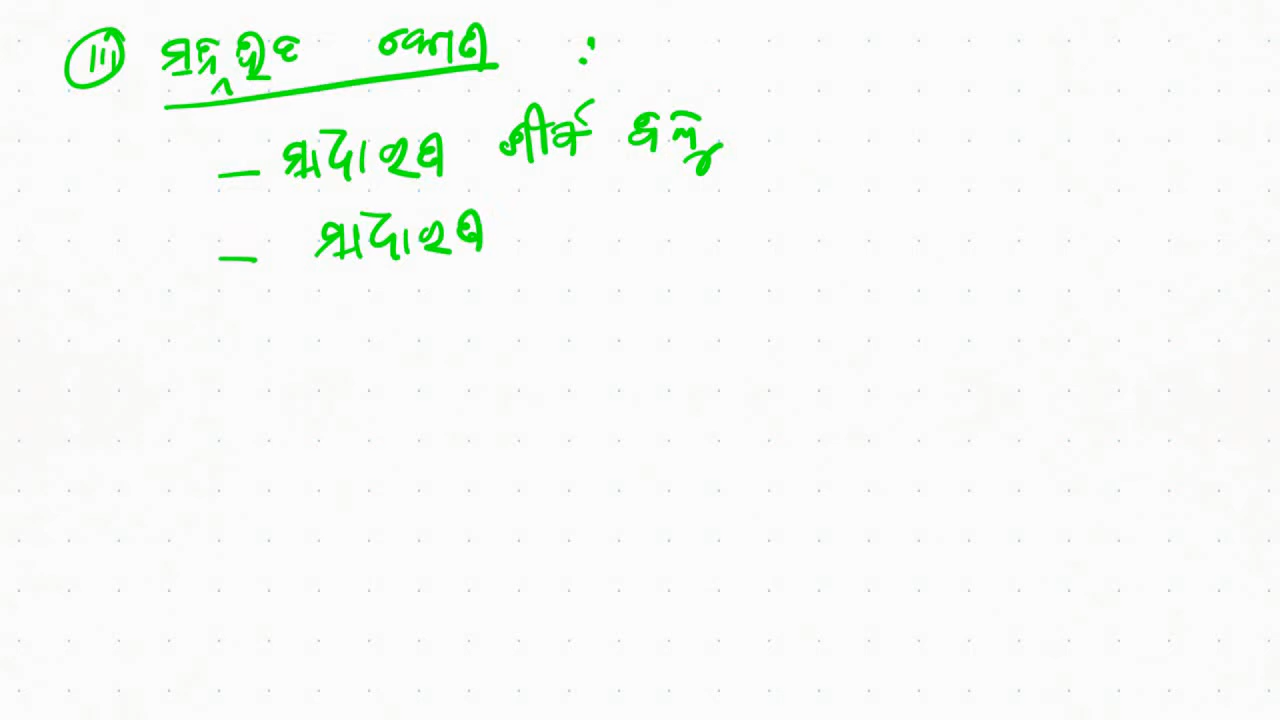 (iii) ସନ୍ନିହିତ କୋଣ :
— ସାଧାରଣ ଶୀର୍ଷ ବିନ୍ଦୁ
— ସାଧାରଣ